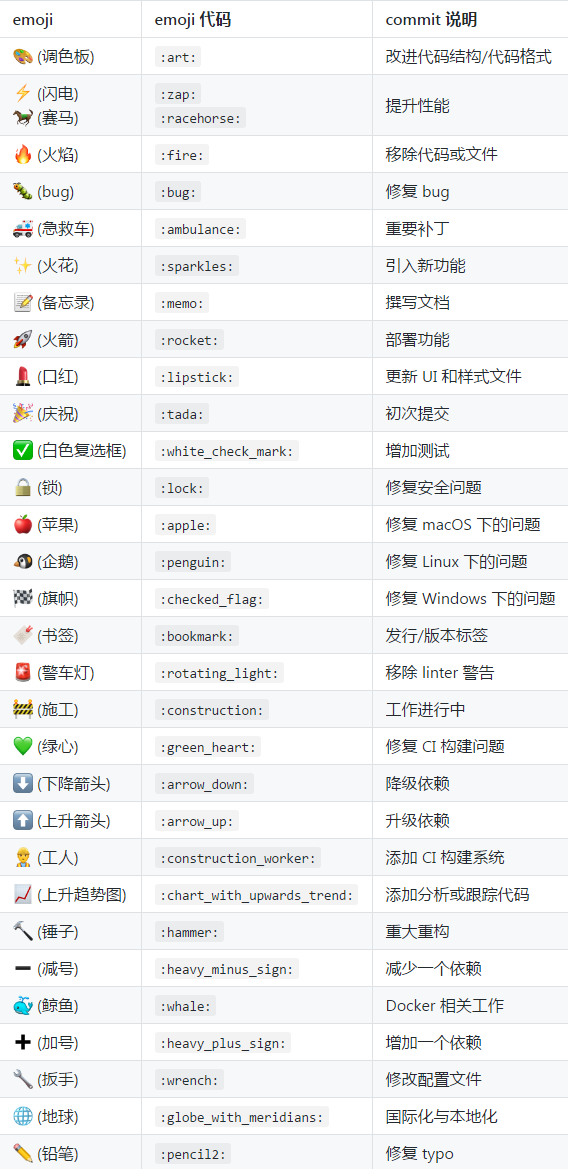 emoji emoji 代码 commit 说明
🎨 (调色板) :art: 改进代码结构/代码格式
⚡ (闪电) :zap:
🐎 (赛马) :racehorse: 提升性能
🔥 (火焰) :fire: 移除代码或文件
🐛 (bug) :bug: 修复 bug
🚑 (急救车) :ambulance: 重要补丁
✨ (火花) :sparkles: 引入新功能
📝 (备忘录) :memo: 撰写文档
🚀 (火箭) :rocket: 部署功能
💄 (口红) :lipstick: 更新 UI 和样式文件
🎉 (庆祝) :tada: 初次提交
✅ (白色复选框) :white_check_mark: 增加测试
🔒 (锁) :lock: 修复安全问题
🍎 (苹果) :apple: 修复 macOS 下的问题
🐧 (企鹅) :penguin: 修复 Linux 下的问题
🏁 (旗帜) :checked_flag: 修复 Windows 下的问题
🔖 (书签) :bookmark: 发行/版本标签
🚨 (警车灯) :rotating_light: 移除 linter 警告
🚧 (施工) :construction: 工作进行中
💚 (绿心) :green_heart: 修复 CI 构建问题
⬇️ (下降箭头) :arrow_down: 降级依赖
⬆️ (上升箭头) :arrow_up: 升级依赖
👷 (工人) :construction_worker: 添加 CI 构建系统
📈 (上升趋势图) :chart_with_upwards_trend: 添加分析或跟踪代码
🔨 (锤子) :hammer: 重大重构
➖ (减号) :heavy_minus_sign: 减少一个依赖
🐳 (鲸鱼) :whale: Docker 相关工作
➕ (加号) :heavy_plus_sign: 增加一个依赖
🔧 (扳手) :wrench: 修改配置文件
🌐 (地球) :globe_with_meridians: 国际化与本地化
✏️ (铅笔) :pencil2: 修复 typo